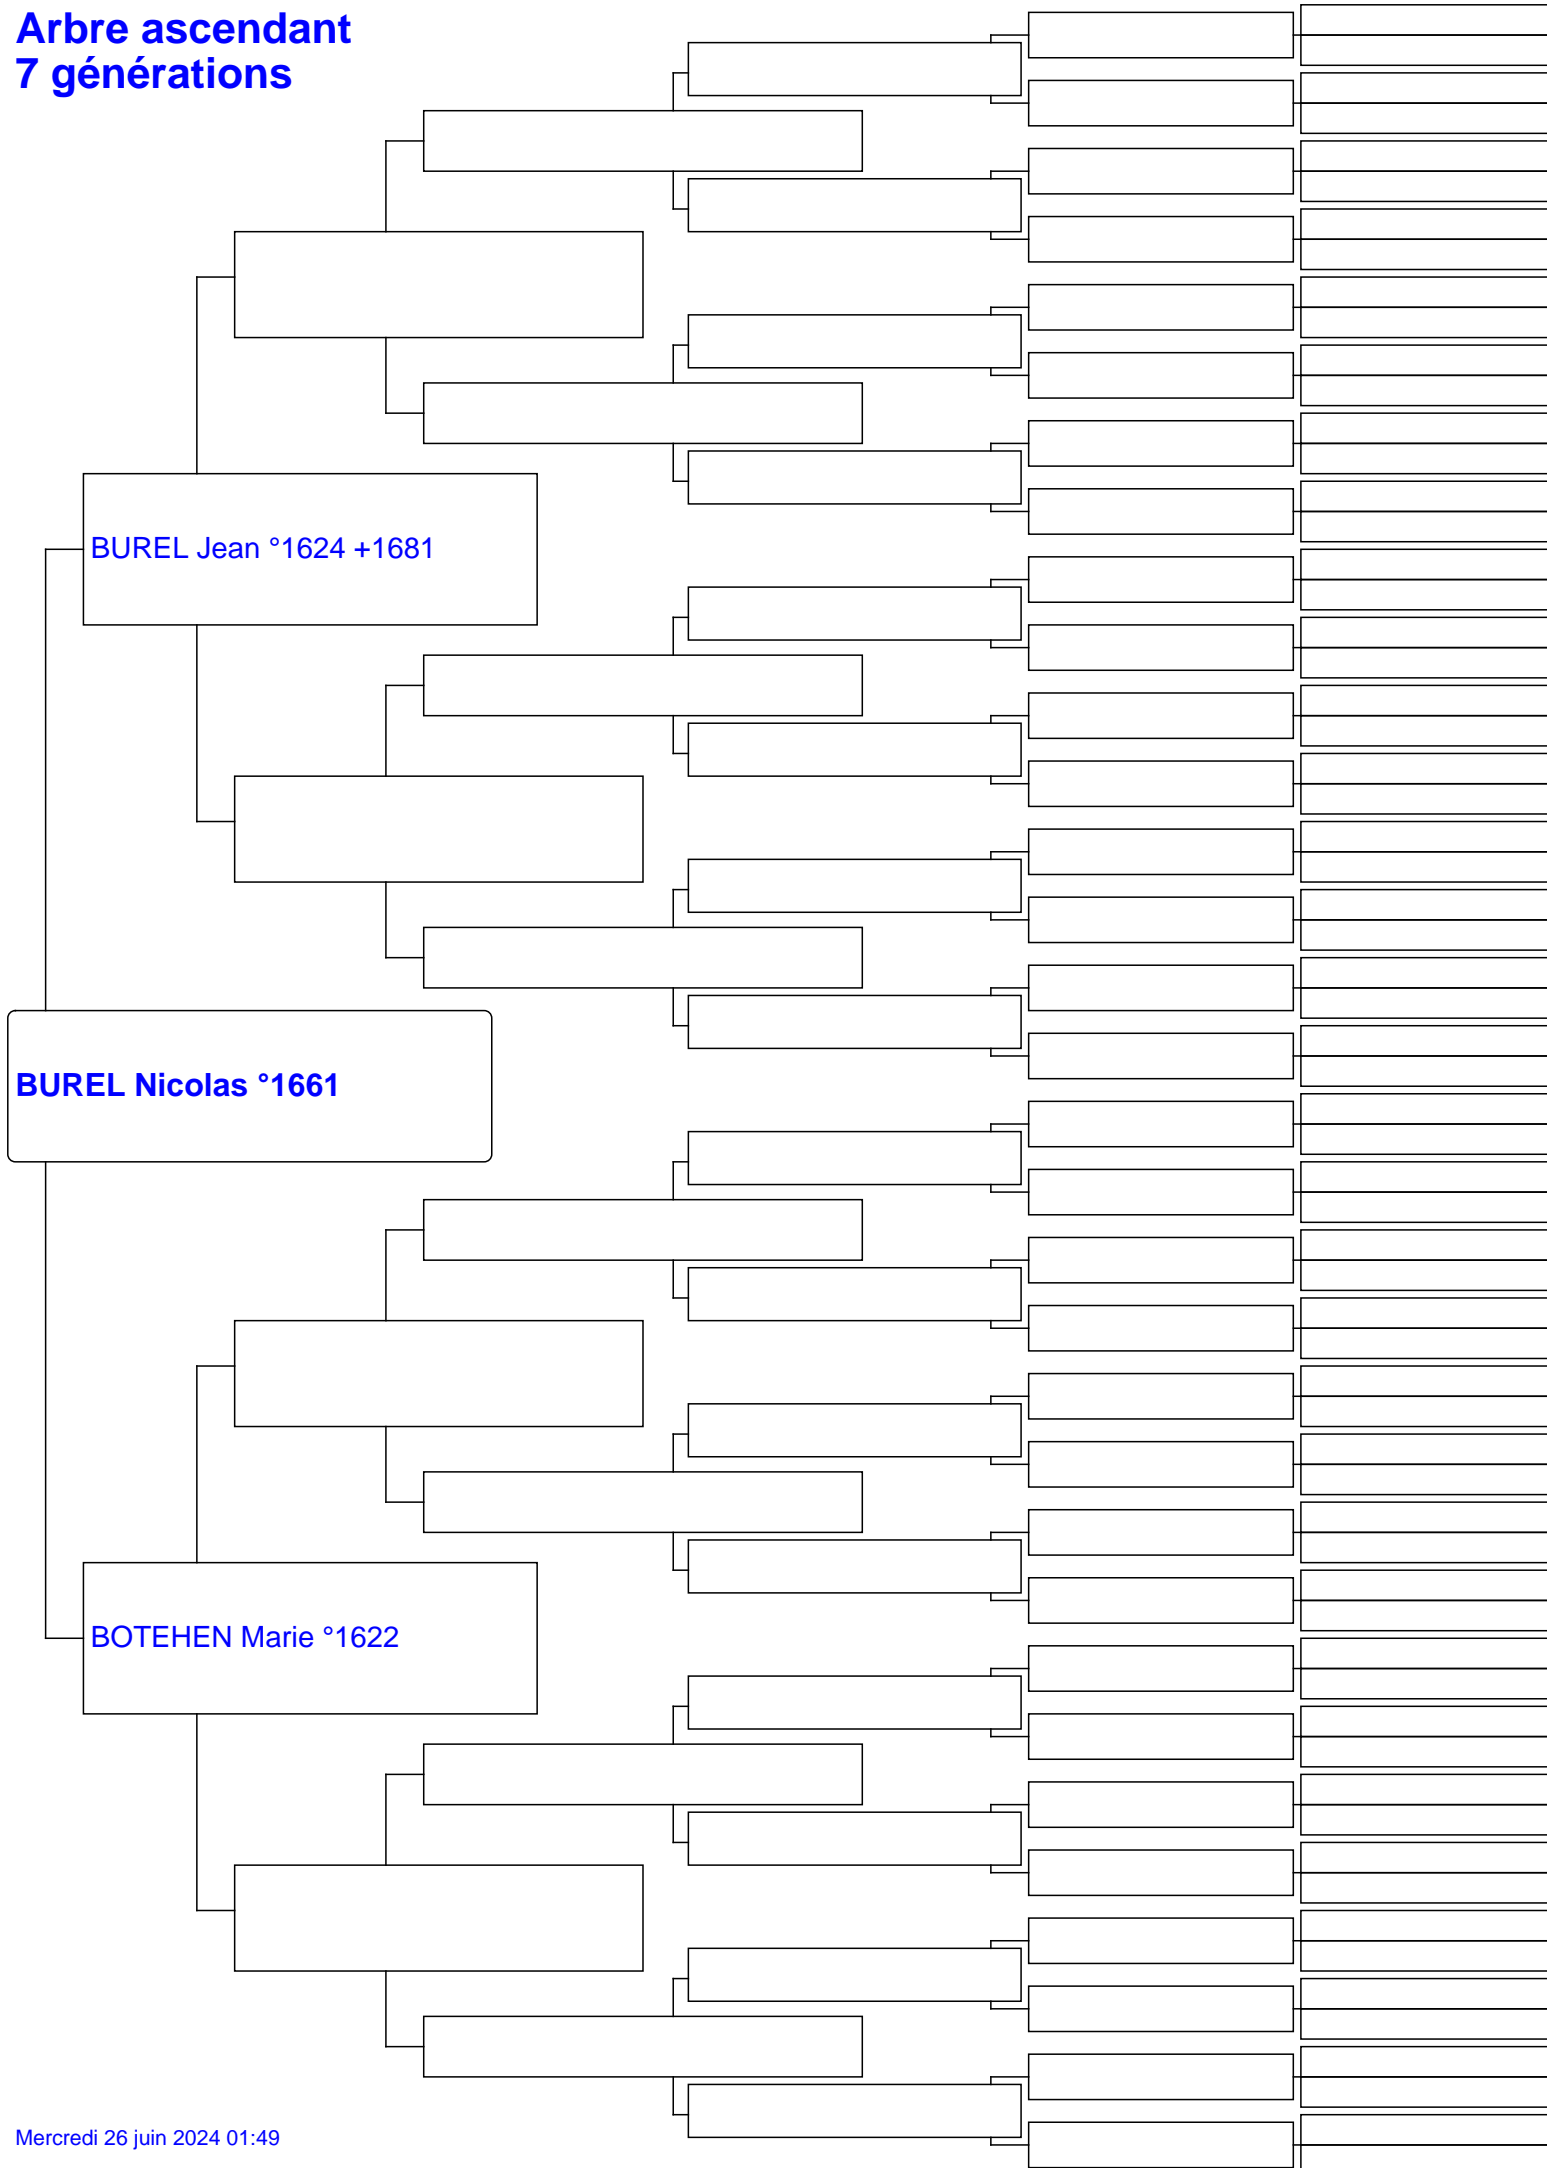 Arbre ascendant
7 générations
BUREL Jean °1624 +1681
BUREL Nicolas °1661
BOTEHEN Marie °1622
Mercredi 26 juin 2024 01:49